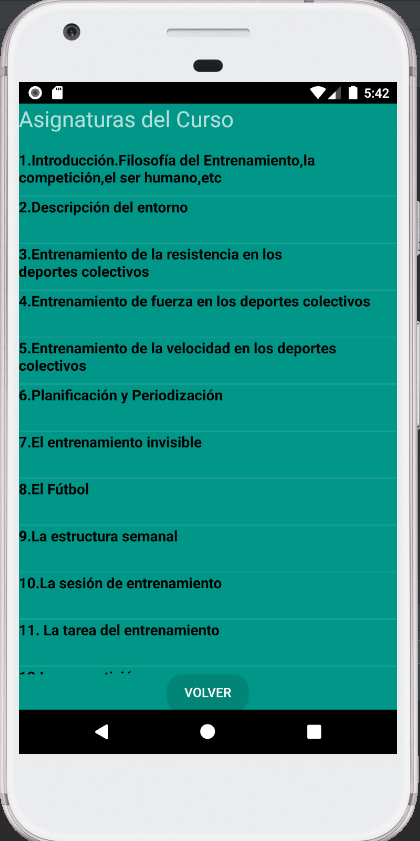 5:42
Asignaturas del Curso
1.Introducción.Filosofía del Entrenamiento,la
competición,el ser humano,etc
2.Descripción del entorno
3.Entrenamiento de la resistencia en los
deportes colectivos
4.Entrenamiento de fuerza en los deportes colectivos
5.Entrenamiento de la velocidad en los deportes
colectivos
6.Planificación y Periodización
7.El entrenamiento invisible
8.El Fútbol
9.La estructura semanal
10.La sesión de entrenamiento
11. La tarea del entrenamiento
VOLVER